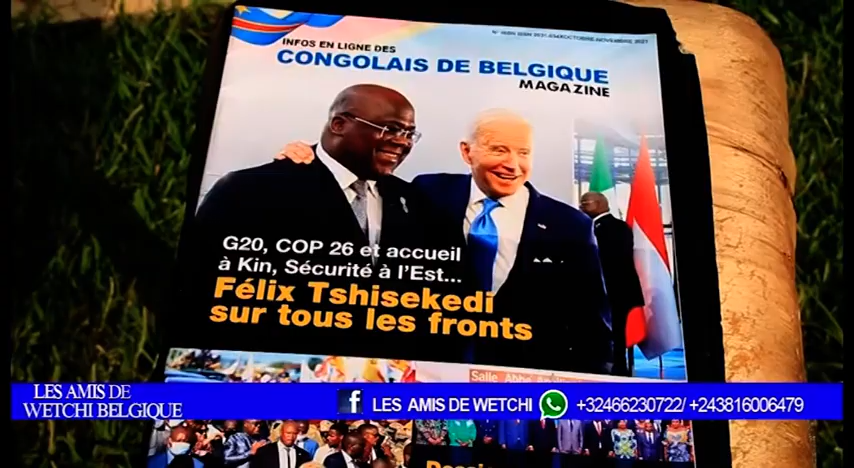 INFOS EN LIGNE DES
CONGOLAIS DE BELGIQUE
MAGAZINE
G20, COP 26 et accueil
à Kin, Sécurité à l'Est...
Félix Tshisekedi
sur tous les fronts
LES AMIS DE
WETCHI BELGIQUE
LES AMIS DE WETCHI
+32466230722/ +243816006479